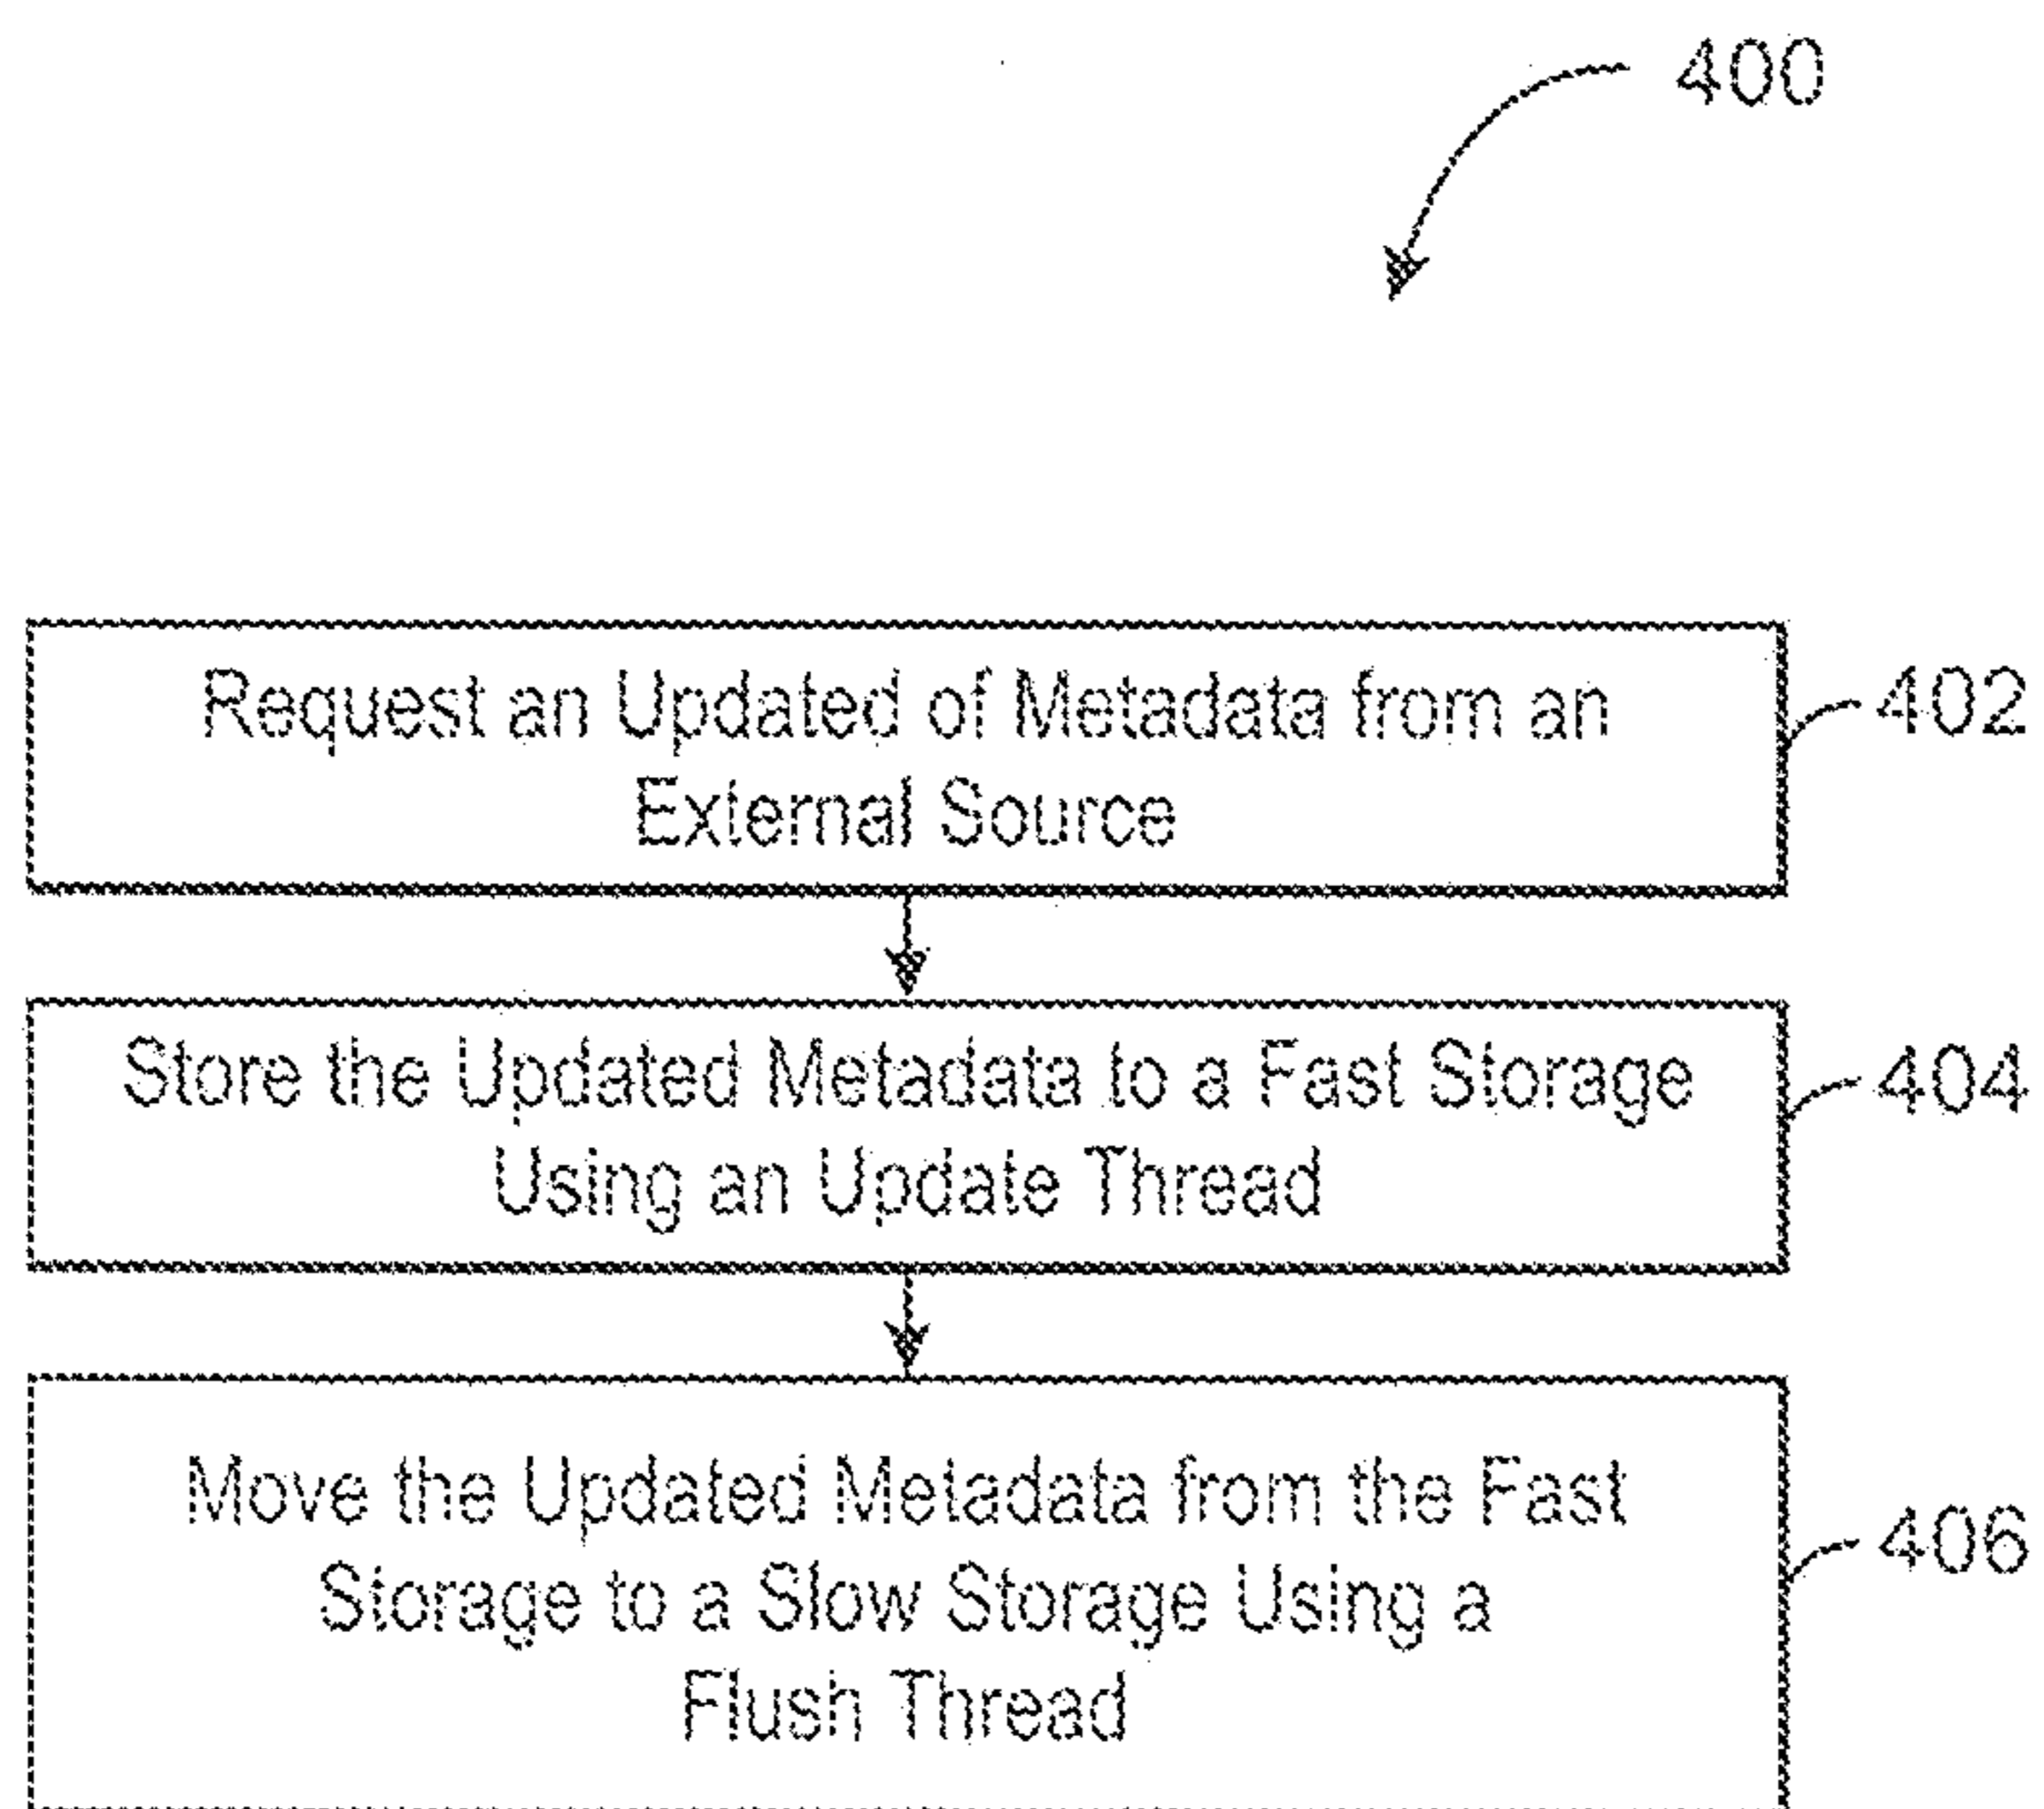 400
Request an Updated of Metadata from an
External Source
402
Store the Updated Metadata to a Fast Storage
Using an Update Thread
404
Move the Updated Metadata from the Fast
Storage to a Slow Storage Using a
Flush Thread
406